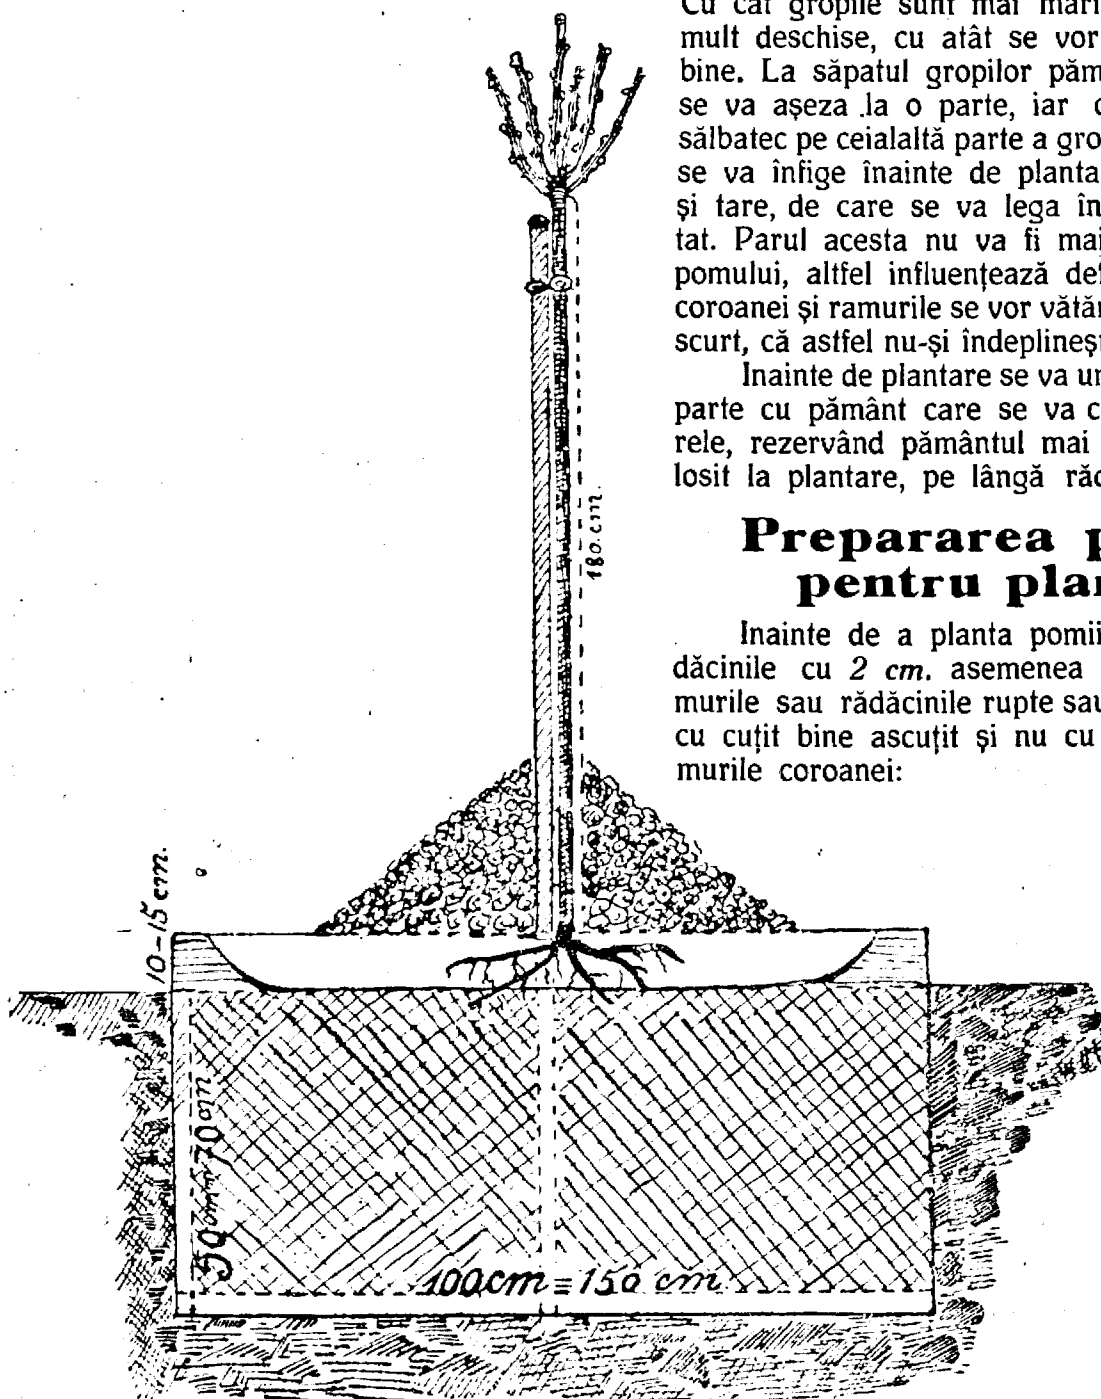 Cu cât gropile sunt mai mari
mult deschise, cu atât se vor
bine. La săpatul gropilor păm
se va așeza la o parte, iar c
sălbatec pe ceialaltă parte a gro
se va înfige înainte de planta
și tare, de care se va lega în
tat. Parul acesta nu va fi mai
pomului, altfel influențează def
coroanei și ramurile se vor vătăr
scurt, că astfel nu-și îndeplineșt
Inainte de plantare se va un
parte cu pământ care se va c
rele, rezervând pământul mai
losit la plantare, pe lângă răd
180.cm.
Prepararea p
pentru plan
Inainte de a planta pomii
dăcinile cu 2 cm. asemenea
murile sau rădăcinile rupte sau
cu cuțit bine ascuțit și nu cu
murile coroanei:
10-15 cm.
70 cm
100cm=150 cm